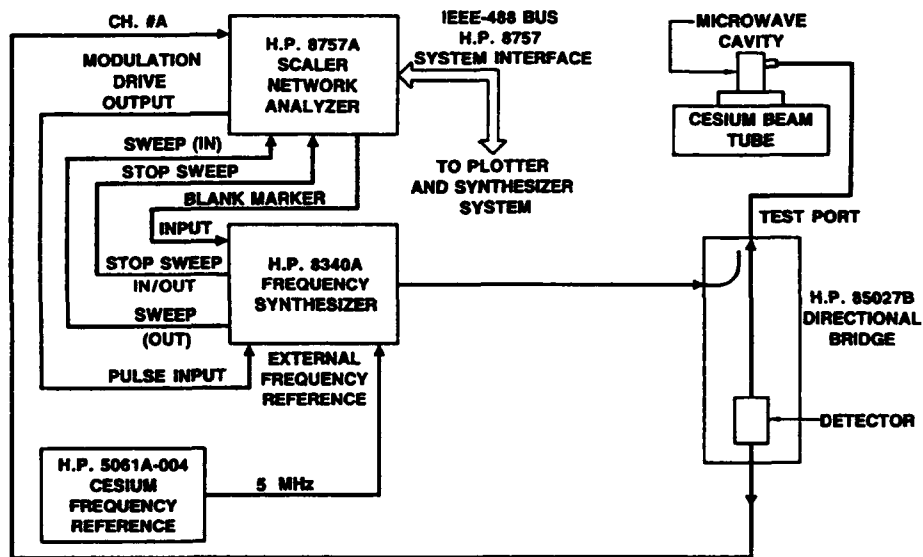 CH. #A
MODULATION
DRIVE
OUTPUT
H.P. 8757A
SCALER
NETWORK
ANALYZER
IEEE-488 BUS
H.P. 8757
SYSTEM INTERFACE
MICROWAVE
CAVITY
CESIUM BEAM
TUBE
SWEEP (IN)
STOP SWEEP
BLANK MARKER
INPUT
TO PLOTTER
AND SYNTHESIZER
SYSTEM
TEST PORT
STOP SWEEP
IN/OUT
SWEEP
(OUT)
H.P. 8340A
FREQUENCY
SYNTHESIZER
H.P. 85027B
DIRECTIONAL
BRIDGE
PULSE INPUT
EXTERNAL
FREQUENCY
REFERENCE
DETECTOR
H.P. 5061A-004
CESIUM
FREQUENCY
REFERENCE
5 MHz